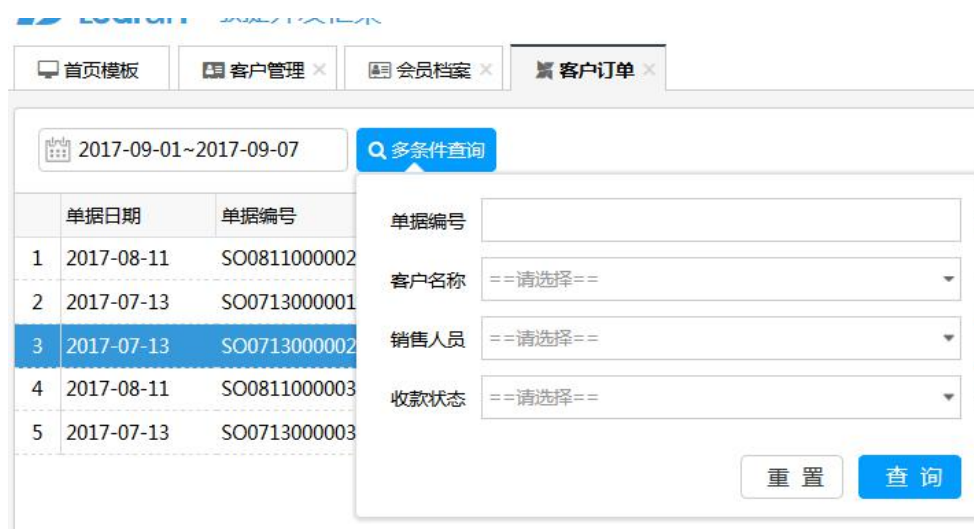 首页模板 客户管理 会员档案 客户订单
2017-09-01~2017-09-07 多条件查询
单据日期 单据编号
1 2017-08-11 SO0811000002
2 2017-07-13 SO0713000001
3 2017-07-13 SO0713000002
4 2017-08-11 SO0811000003
5 2017-07-13 SO0713000003
单据编号
客户名称 ==请选择==
销售人员 ==请选择==
收款状态 ==请选择==
重置 查询